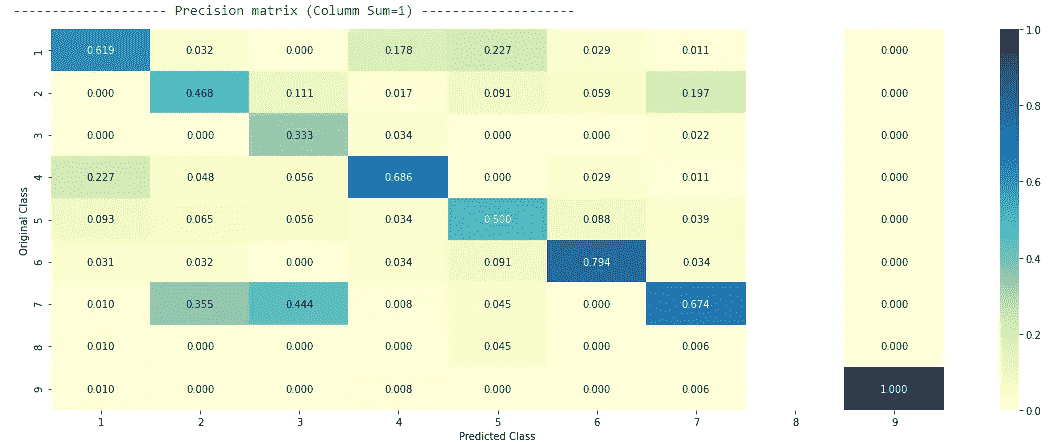 ------------------- Precision matrix (Columm Sum=1) -------------------
1.0
1 0.619 0.032 0.000 0.178 0.227 0.029 0.011 0.000
2 0.000 0.468 0.111 0.017 0.091 0.059 0.197 0.000
0.8
3 0.000 0.000 0.333 0.034 0.000 0.000 0.022 0.000
0.6
4 0.227 0.048 0.056 0.686 0.000 0.029 0.011 0.000
Original Class
5 0.093 0.065 0.056 0.034 0.500 0.088 0.039 0.000
0.4
6 0.031 0.032 0.000 0.034 0.091 0.794 0.034 0.000
7 0.010 0.355 0.444 0.008 0.045 0.000 0.674 0.000
0.2
8 0.010 0.000 0.000 0.000 0.045 0.000 0.006 0.000
9 0.010 0.000 0.000 0.008 0.000 0.000 0.006 1.000
0.0
1 2 3 4 5 6 7 8 9
Predicted Class